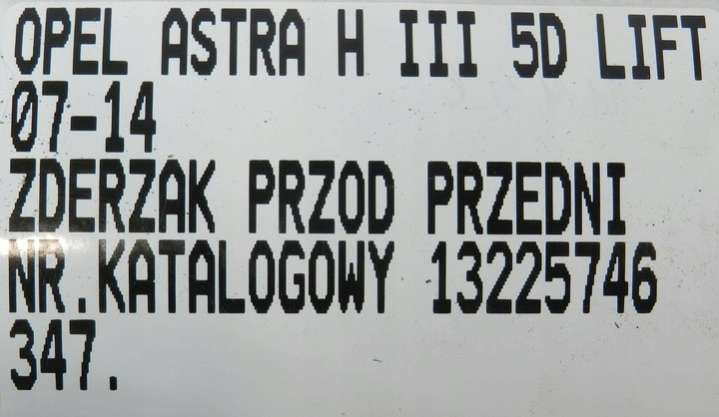 OPEL ASTRA H III 5D LIFT
07-14
ZDERZAK PRZOD PRZEDNI
NR.KATALOGOWY 13225746
347.